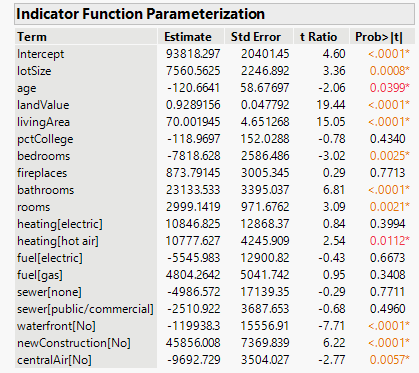 Indicator Function Parameterization
Term Estimate Std Error t Ratio Prob>|t|
Intercept 93818.297 20401.45 4.60 <.0001*
lotSize 7560.5625 2246.892 3.36 0.0008*
age -120.6641 58.67697 -2.06 0.0399*
landValue 0.9289156 0.047792 19.44 <.0001*
livingArea 70.001945 4.651268 15.05 <.0001*
pctCollege -118.9697 152.0288 -0.78 0.4340
bedrooms -7818.628 2586.486 -3.02 0.0025*
fireplaces 873.79145 3005.345 0.29 0.7713
bathrooms 23133.533 3395.037 6.81 <.0001*
rooms 2999.1419 971.6762 3.09 0.0021*
heating[electric] 10846.825 12868.37 0.84 0.3994
heating[hot air] 10777.627 4245.909 2.54 0.0112*
fuel[electric] -5545.983 12900.82 -0.43 0.6673
fuel[gas] 4804.2642 5041.742 0.95 0.3408
sewer[none] -4986.572 17139.35 -0.29 0.7711
sewer[public/commercial] -2510.922 3687.653 -0.68 0.4960
waterfront[No] -119938.3 15556.91 -7.71 <.0001*
newConstruction[No] 45856.008 7369.839 6.22 <.0001*
centralAir[No] -9692.729 3504.027 -2.77 0.0057*